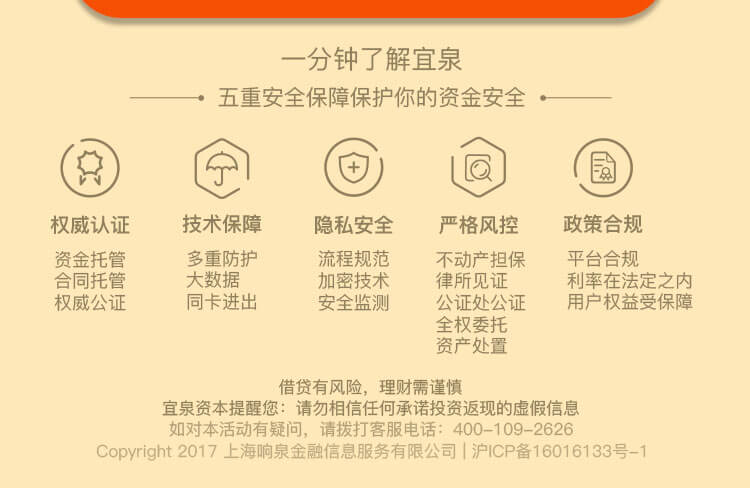 一分钟了解宜泉
五重安全保障保护你的资金安全
权威认证
资金托管
合同托管
权威公证
技术保障
多重防护
大数据
同卡进出
隐私安全
流程规范
加密技术
安全监测
严格风控
不动产担保
律所见证
公证处公证
全权委托
资产处置
政策合规
平台合规
利率在法定之内
用户权益受保障
借贷有风险，理财需谨慎
宜泉资本提醒您：请勿相信任何承诺投资返现的虚假信息
如对本活动有疑问，请拨打客服电话：400-109-2626
Copyright 2017 上海响泉金融信息服务有限公司 | 沪ICP备16016133号-1